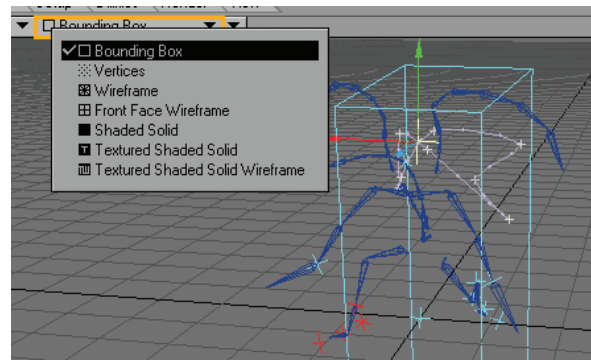 Bounding Box
Bounding Box
Vertices
Wireframe
Front Face Wireframe
Shaded Solid
T Textured Shaded Solid
Textured Shaded Solid Wireframe